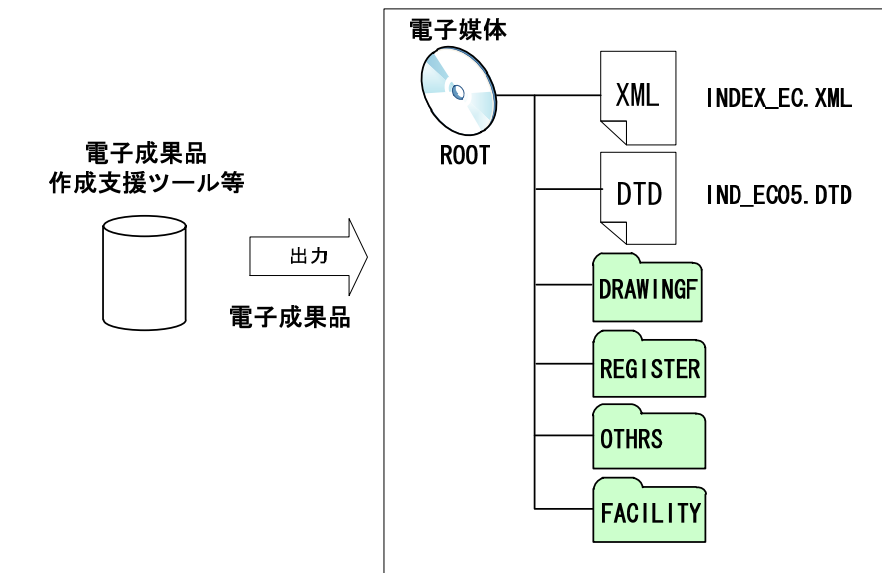 電子媒体
ROOT
XML
INDEX_EC.XML
DTD
IND_EC05.DTD
DRAWINGF
REGISTER
OTHRS
FACILITY
電子成果品
作成支援ツール等
出力
電子成果品